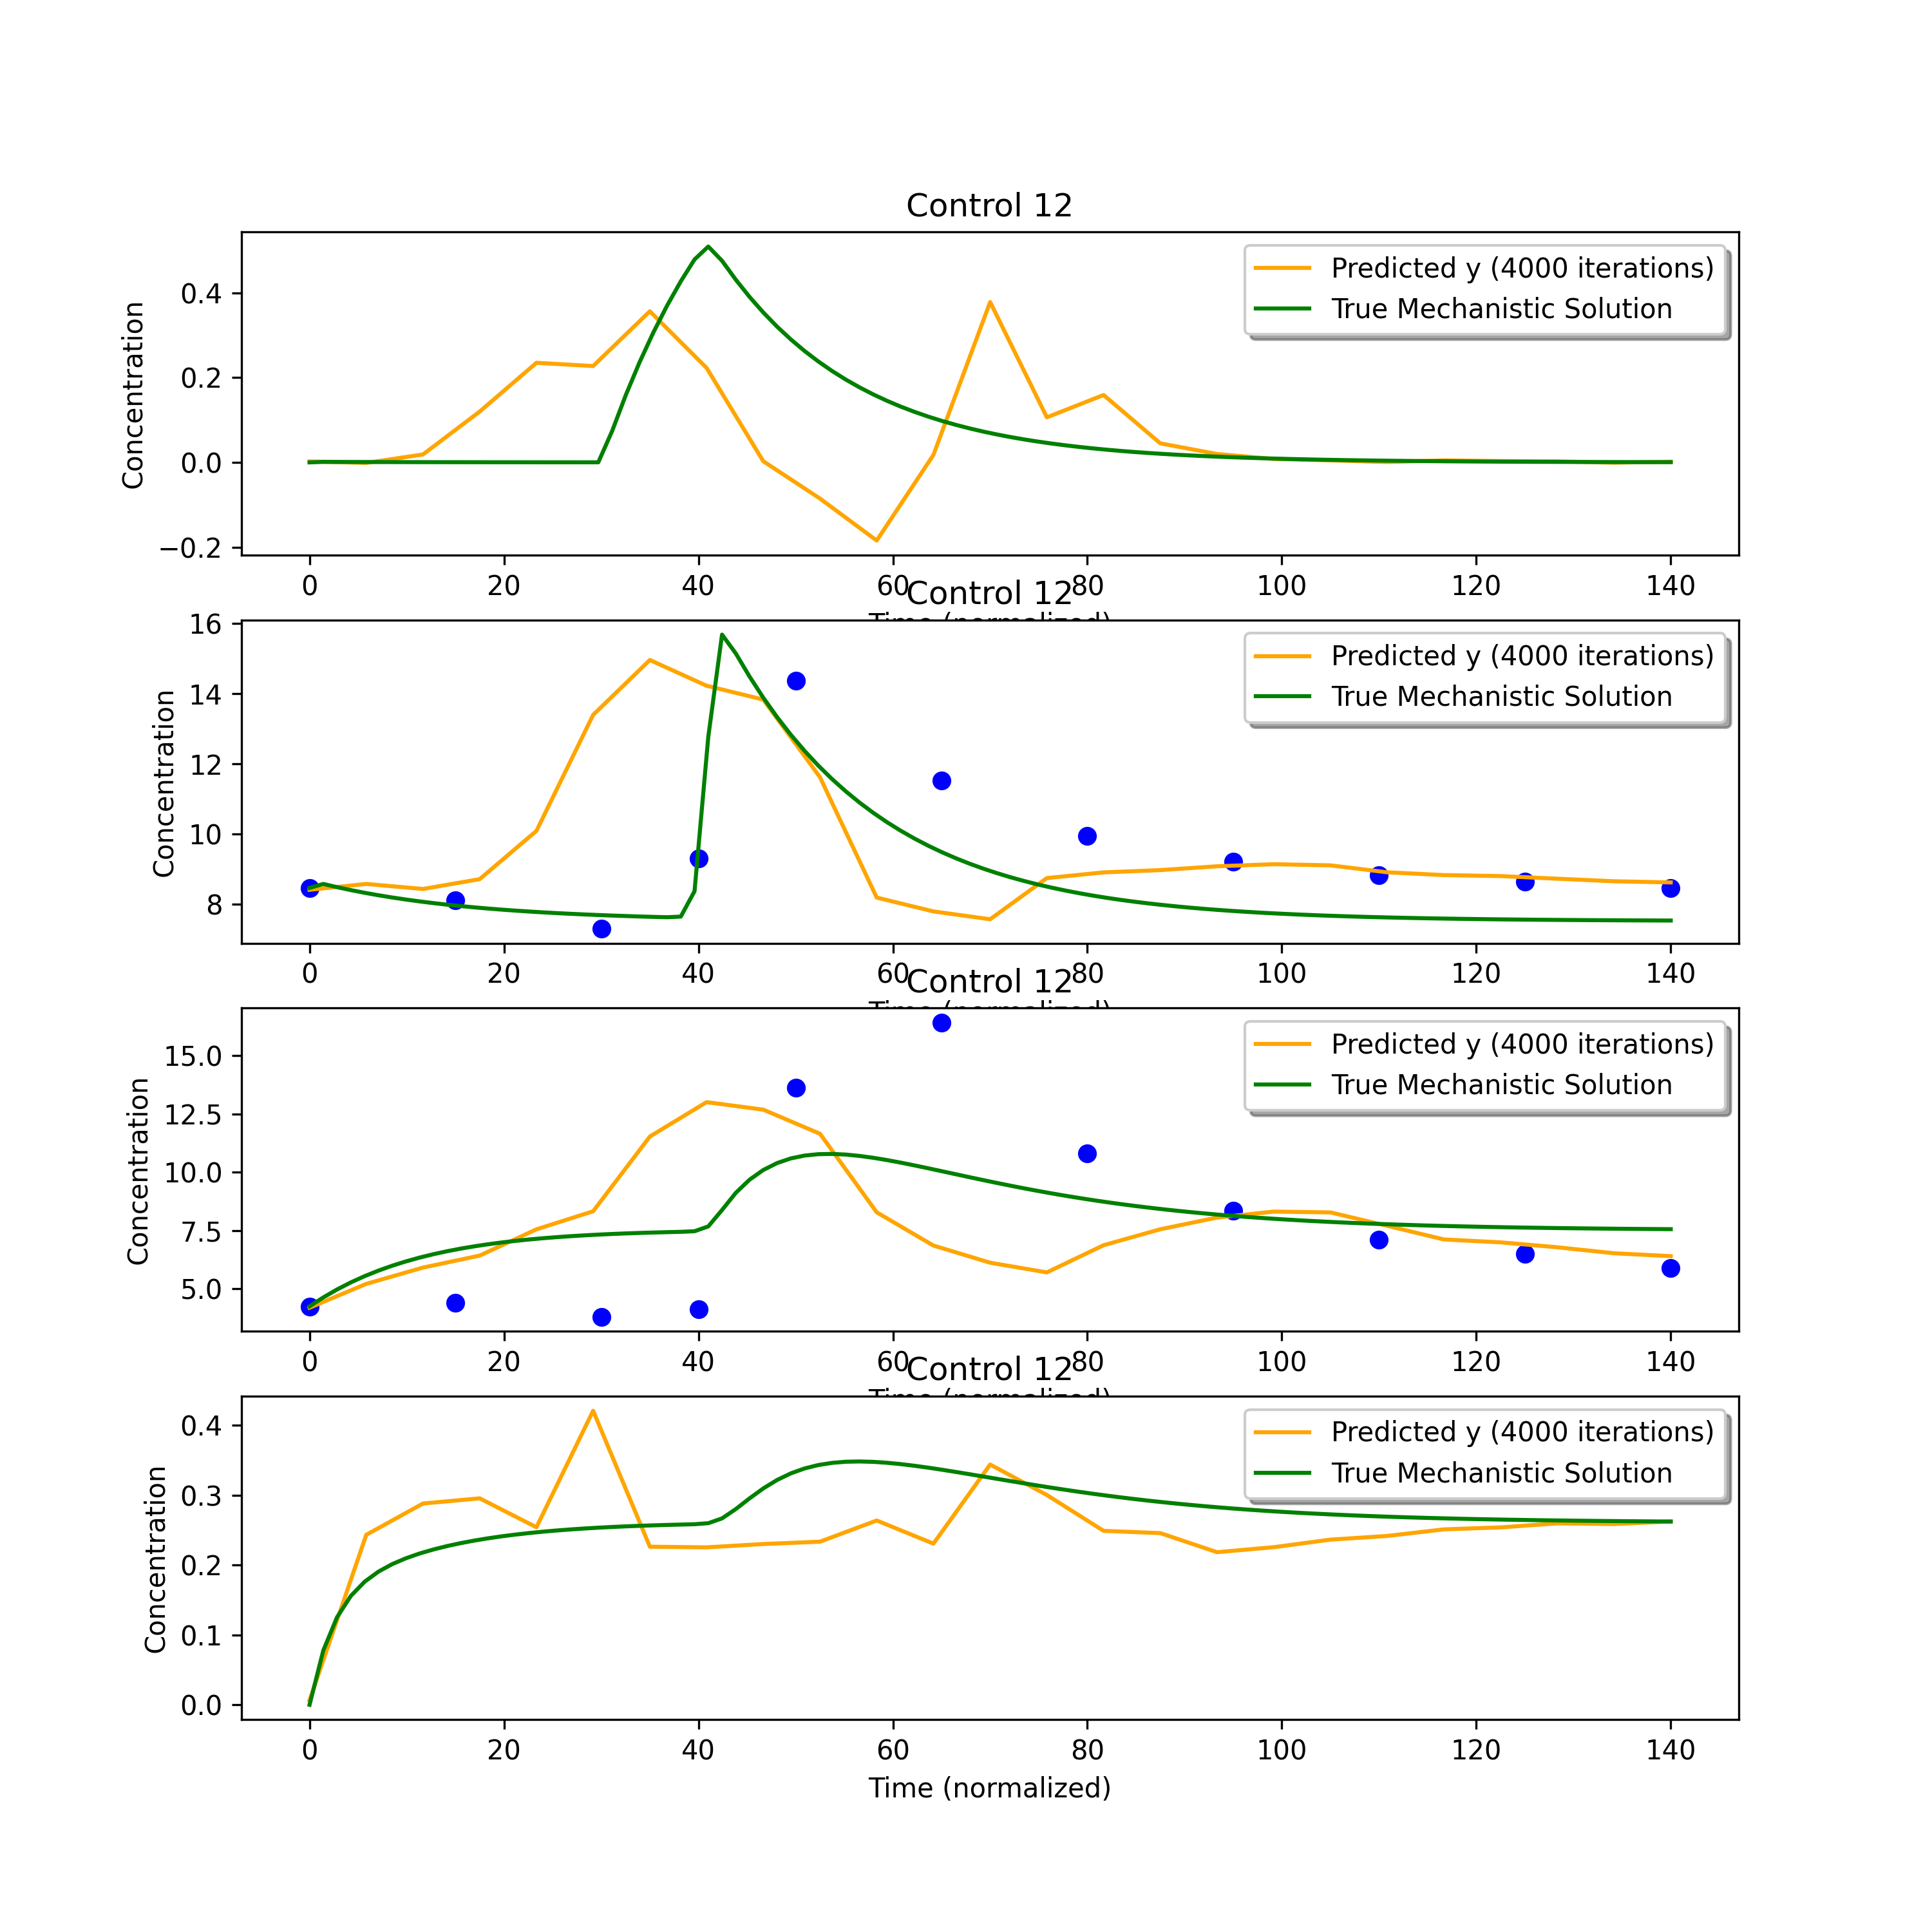 Control 12
Concentration
0.4
0.2
0.0
−0.2
Predicted y (4000 iterations)
True Mechanistic Solution
0 20 40 60 80 100 120 140
Control 12
Concentration
16
14
12
10
8
Predicted y (4000 iterations)
True Mechanistic Solution
0 20 40 60 80 100 120 140
Control 12
Concentration
15.0
12.5
10.0
7.5
5.0
Predicted y (4000 iterations)
True Mechanistic Solution
0 20 40 60 80 100 120 140
Control 12
Concentration
0.4
0.3
0.2
0.1
0.0
Predicted y (4000 iterations)
True Mechanistic Solution
0 20 40 60 80 100 120 140
Time (normalized)